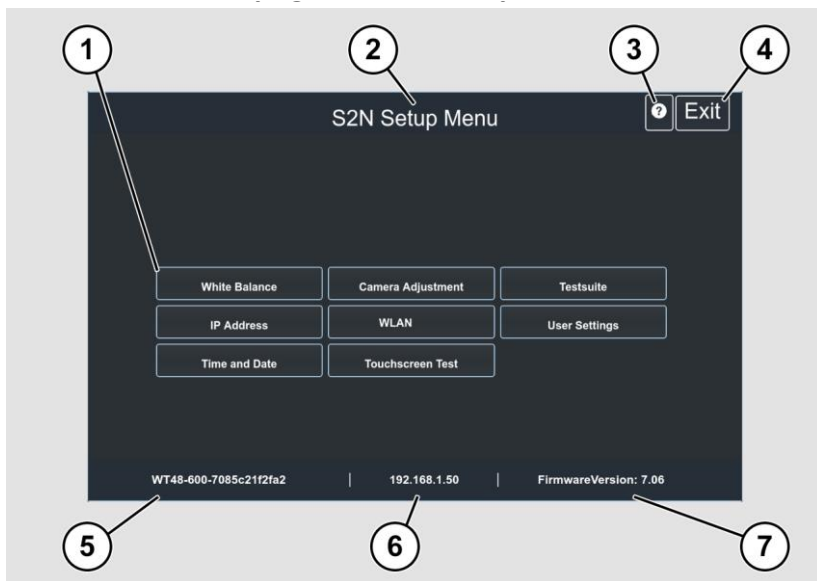 1 2 3 4
S2N Setup Menu ? Exit
White Balance Camera Adjustment Testsuite
IP Address WLAN User Settings
Time and Date Touchscreen Test
WT48-600-7085c21f2fa2 | 192.168.1.50 | FirmwareVersion: 7.06
5 6 7